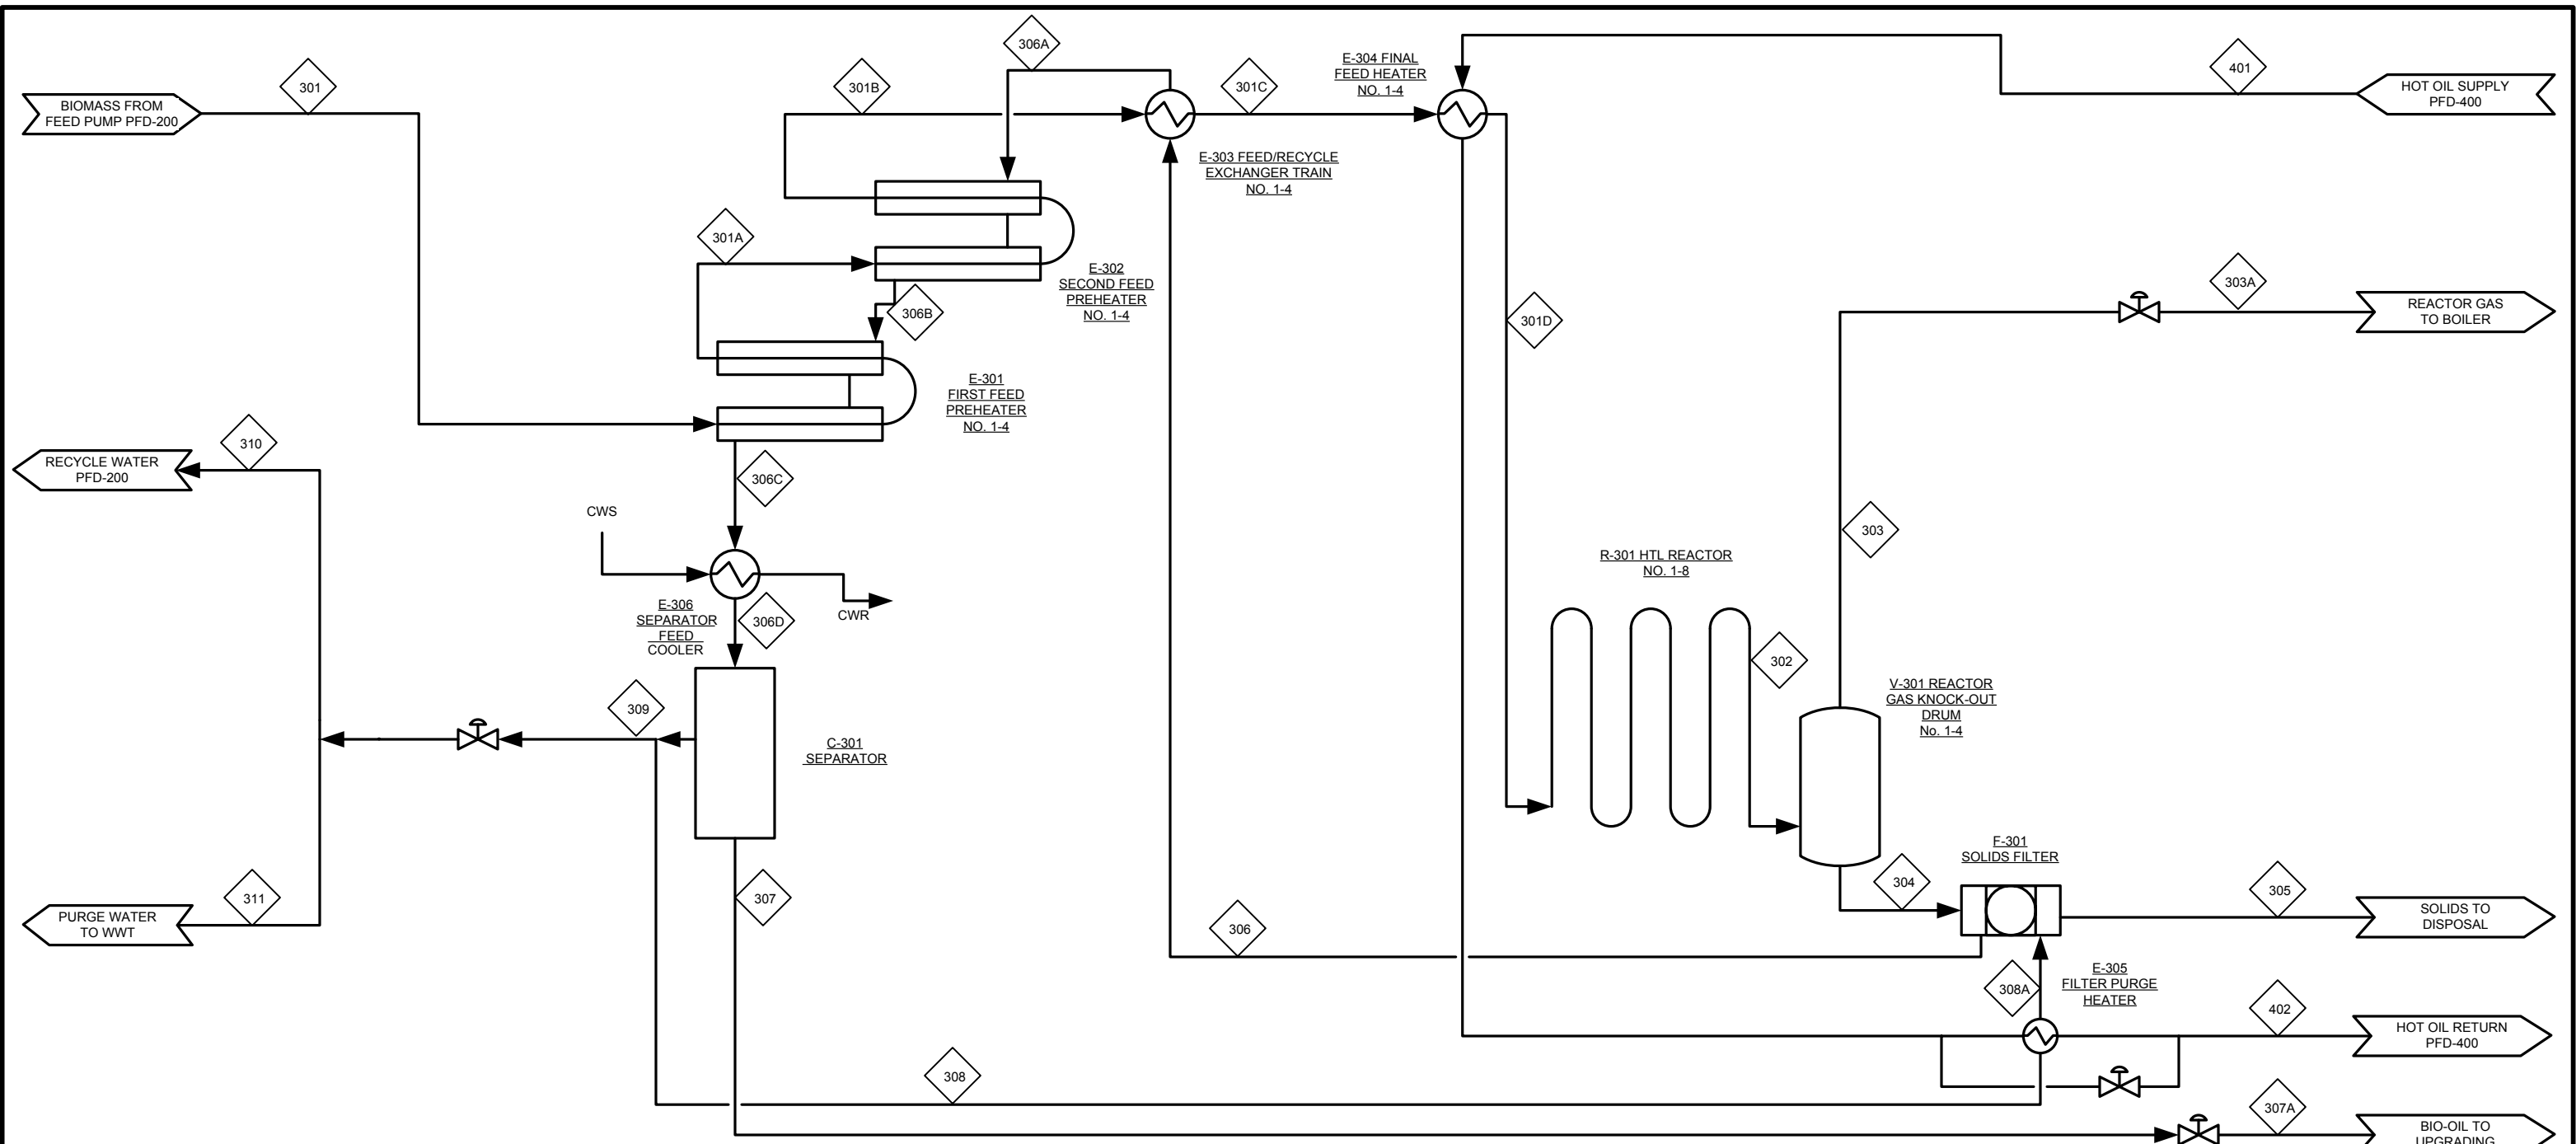 306A
E-304 FINAL
FEED HEATER
NO. 1-4
401
HOT OIL SUPPLY
PFD-400
301
301B
301C
BIOMASS FROM
FEED PUMP PFD-200
E-303 FEED/RECYCLE
EXCHANGER TRAIN
NO. 1-4
301A
E-302
SECOND FEED
PREHEATER
NO. 1-4
306B
301D
303A
REACTOR GAS
TO BOILER
E-301
FIRST FEED
PREHEATER
NO. 1-4
310
RECYCLE WATER
PFD-200
306C
CWS
303
R-301 HTL REACTOR
NO. 1-8
E-306
SEPARATOR
FEED
COOLER
306D
CWR
302
V-301 REACTOR
GAS KNOCK-OUT
DRUM
No. 1-4
309
C-301
SEPARATOR
F-301
SOLIDS FILTER
304
305
SOLIDS TO
DISPOSAL
311
PURGE WATER
TO WWT
307
306
308A
E-305
FILTER PURGE
HEATER
402
HOT OIL RETURN
PFD-400
308
307A
BIO-OIL TO
UPGRADING